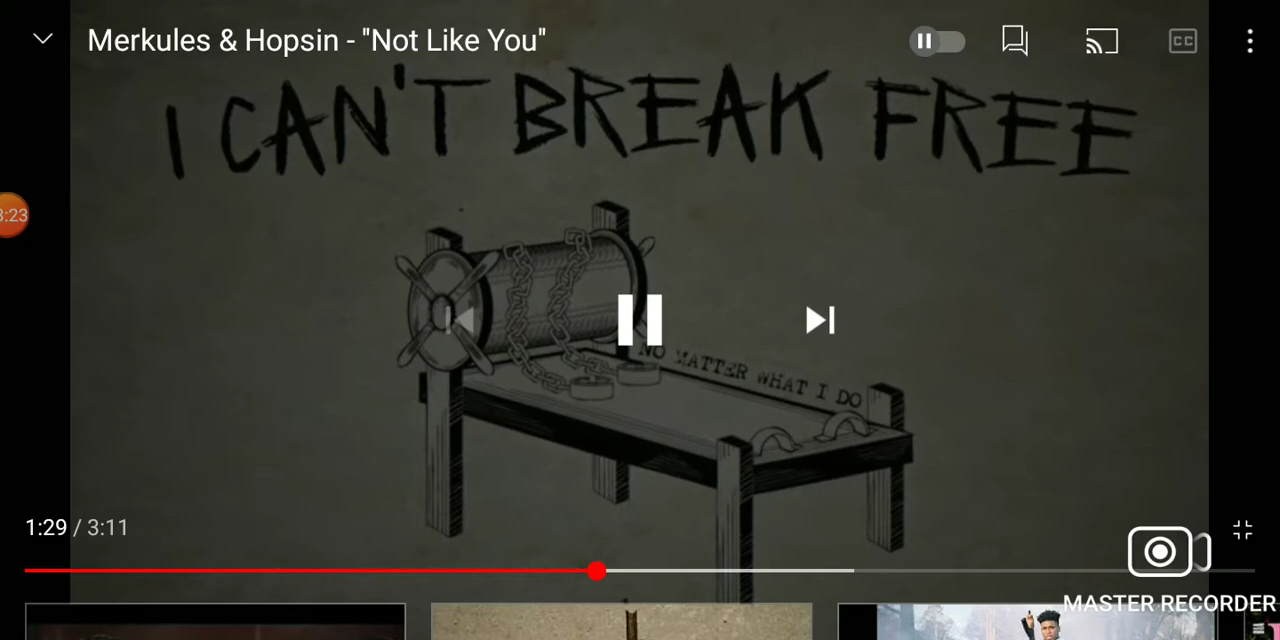 Merkules & Hopsin - "Not Like You"
CC
I CAN'T BREAK FREE
3:23
NO MATTER WHAT I DO
1:29 / 3:11
MASTER RECORDER